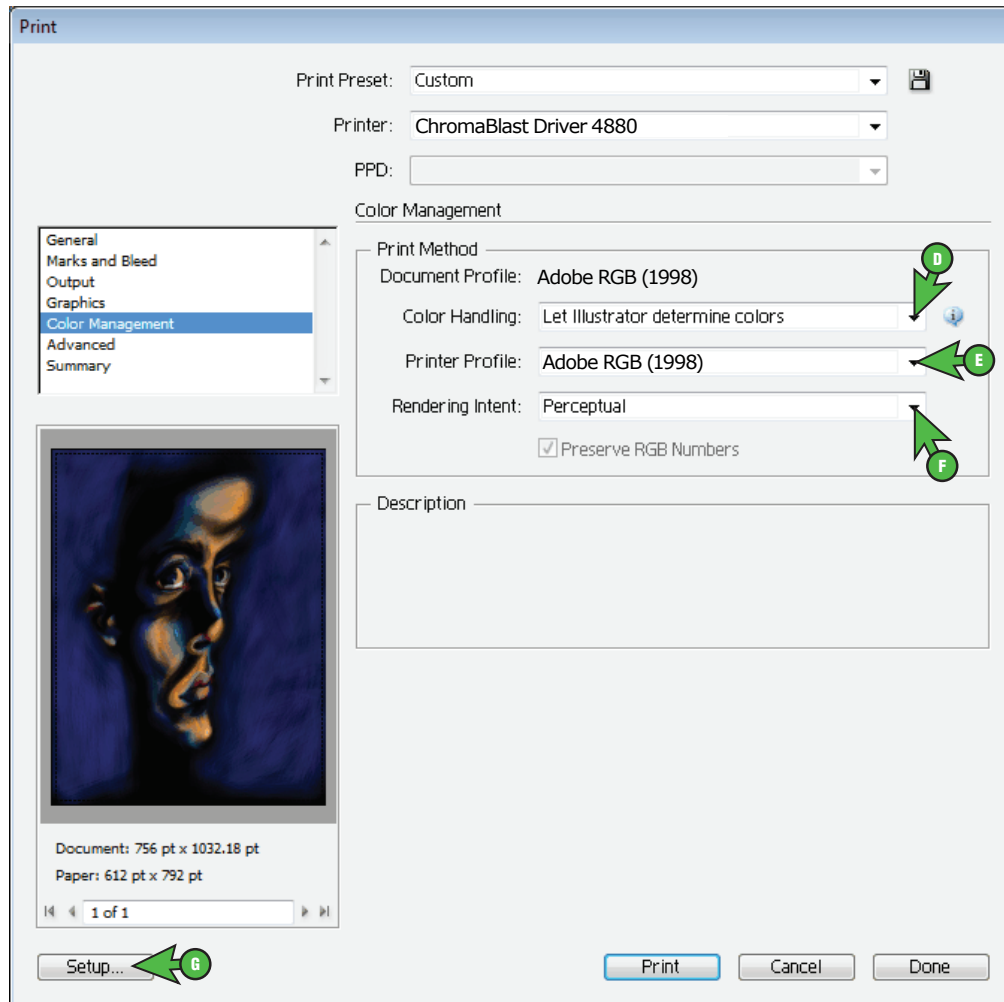 Print
Print Preset: Custom
Printer: ChromaBlast Driver 4880
PPD:
Color Management
General
Marks and Bleed
Output
Graphics
Color Management
Advanced
Summary
Print Method
Document Profile: Adobe RGB (1998)
D
Color Handling: Let Illustrator determine colors
Printer Profile: Adobe RGB (1998)
E
Rendering Intent: Perceptual
F
Preserve RGB Numbers
Description
Document: 756 pt x 1032.18 pt
Paper: 612 pt x 792 pt
1 of 1
Setup... G
Print Cancel Done